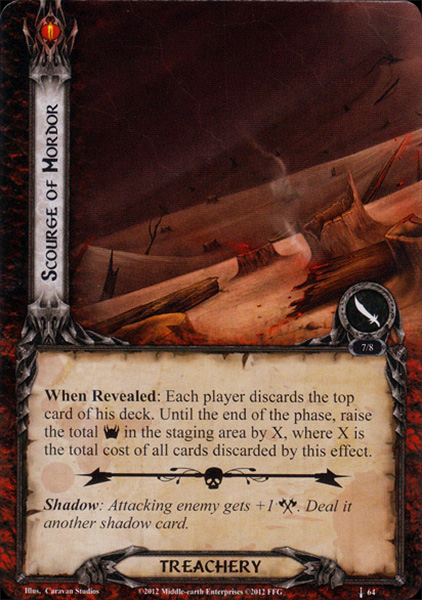 SCOURGE OF MORDOR
7/8
When Revealed: Each player discards the top
card of his deck. Until the end of the phase, raise
the total in the staging area by X, where X is
the total cost of all cards discarded by this effect.
Shadow: Attacking enemy gets +1. Deal it
another shadow card.
TREACHERY
Illus. Caravan Studios ©2012 Middle-earth Enterprises ©2012 FFG 64